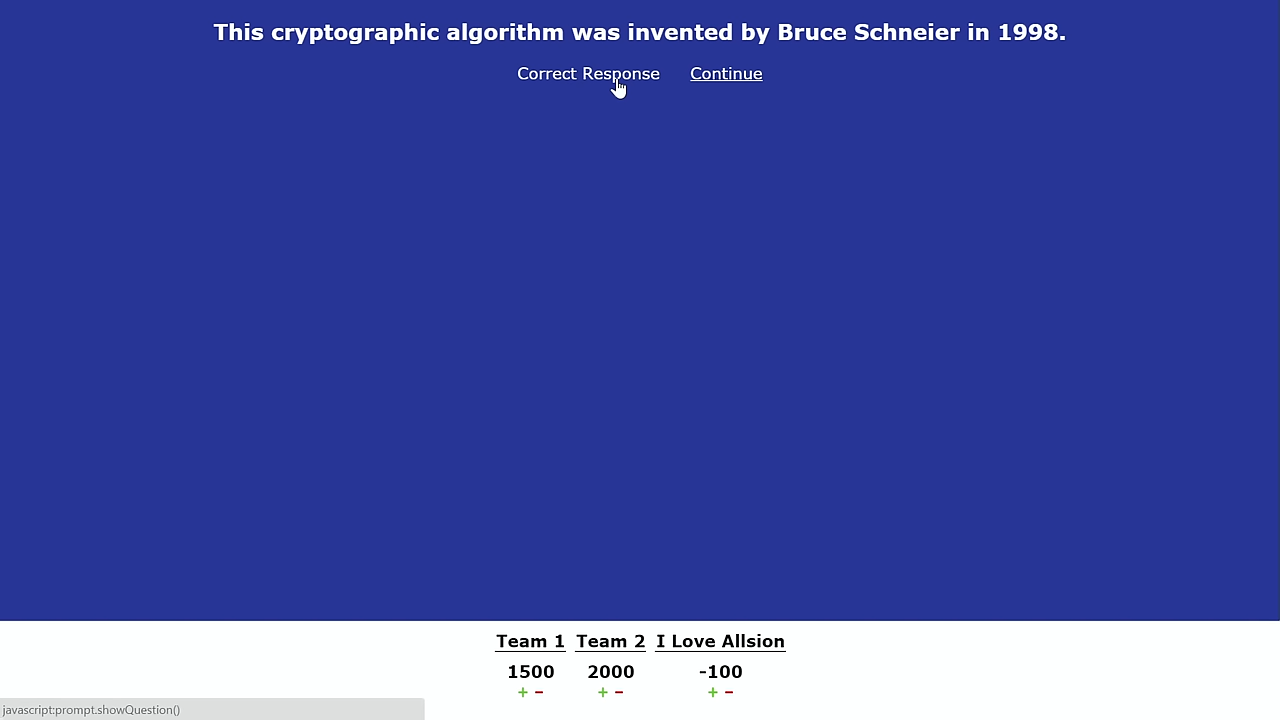 This cryptographic algorithm was invented by Bruce Schneier in 1998.
Correct Response Continue
Team 1 Team 2 I Love Allsion
1500 2000 -100
+ − + − + −
javascript:prompt.showQuestion()